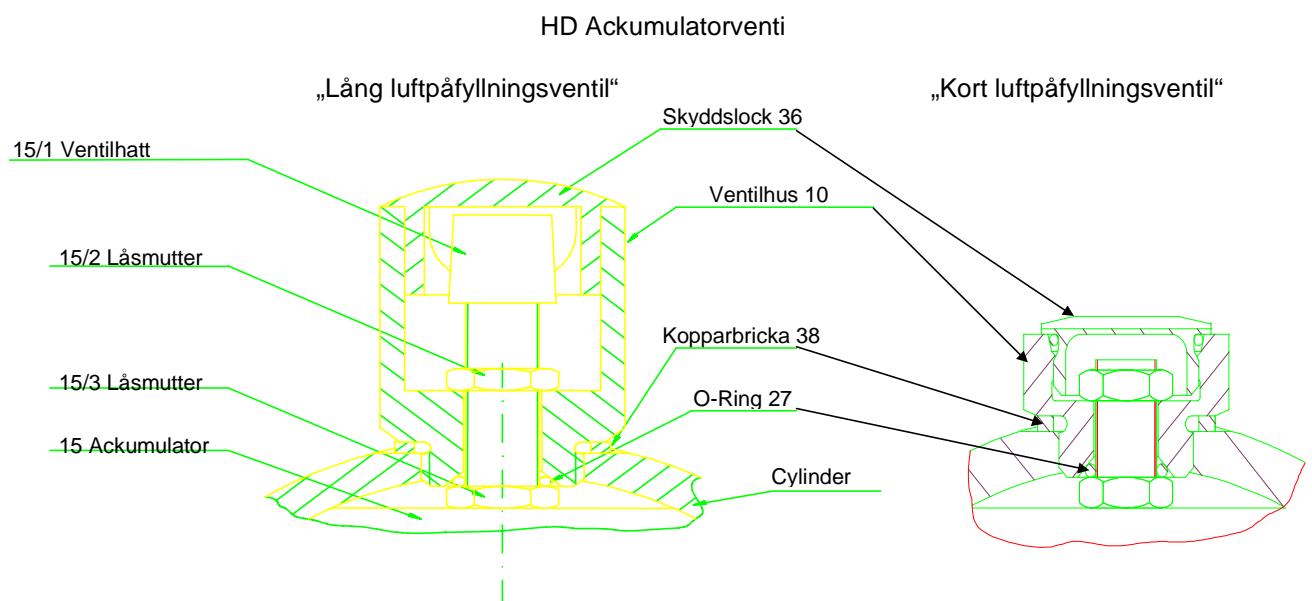 HD Ackumulatorventi
„Lång luftpåfyllningsventil“
„Kort luftpåfyllningsventil“
Skyddslock 36
15/1 Ventilhatt
Ventilhus 10
15/2 Låsmutter
Kopparbricka 38
15/3 Låsmutter
O-Ring 27
15 Ackumulator
Cylinder